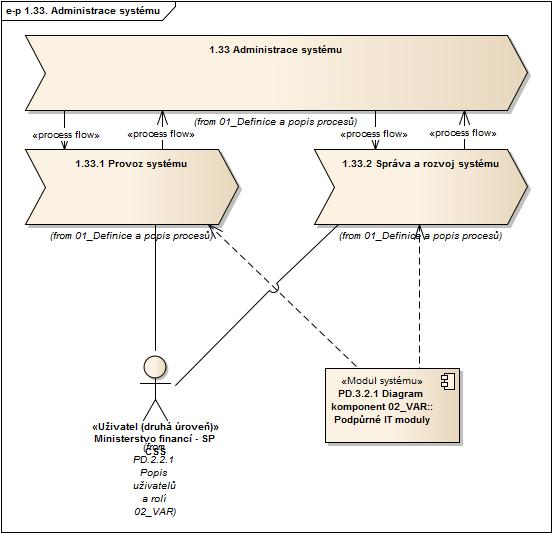 e-p 1.33. Administrace systému
1.33 Administrace systému
(from 01_Definice a popis procesů)
«process flow»
«process flow»
«process flow»
«process flow»
1.33.1 Provoz systému
1.33.2 Správa a rozvoj systému
(from 01_Definice a popis procesů)
(from 01_Definice a popis procesů)
«Modul systému»
PD.3.2.1 Diagram
komponent 02_VAR::
Podpůrné IT moduly
«Uživatel (druhá úroveň)»
Ministerstvo financí - SP
CSS
(from
PD.2.2.1
Popis
uživatelů
a rolí
02_VAR)